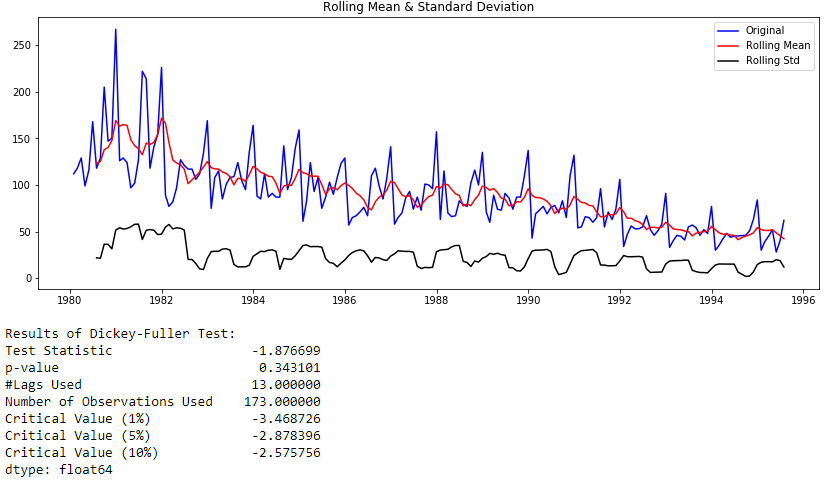 Rolling Mean & Standard Deviation
Original
Rolling Mean
Rolling Std
250
200
150
100
50
0
1980 1982 1984 1986 1988 1990 1992 1994 1996
Results of Dickey-Fuller Test:
Test Statistic -1.876699
p-value 0.343101
#Lags Used 13.000000
Number of Observations Used 173.000000
Critical Value (1%) -3.468726
Critical Value (5%) -2.878396
Critical Value (10%) -2.575756
dtype: float64